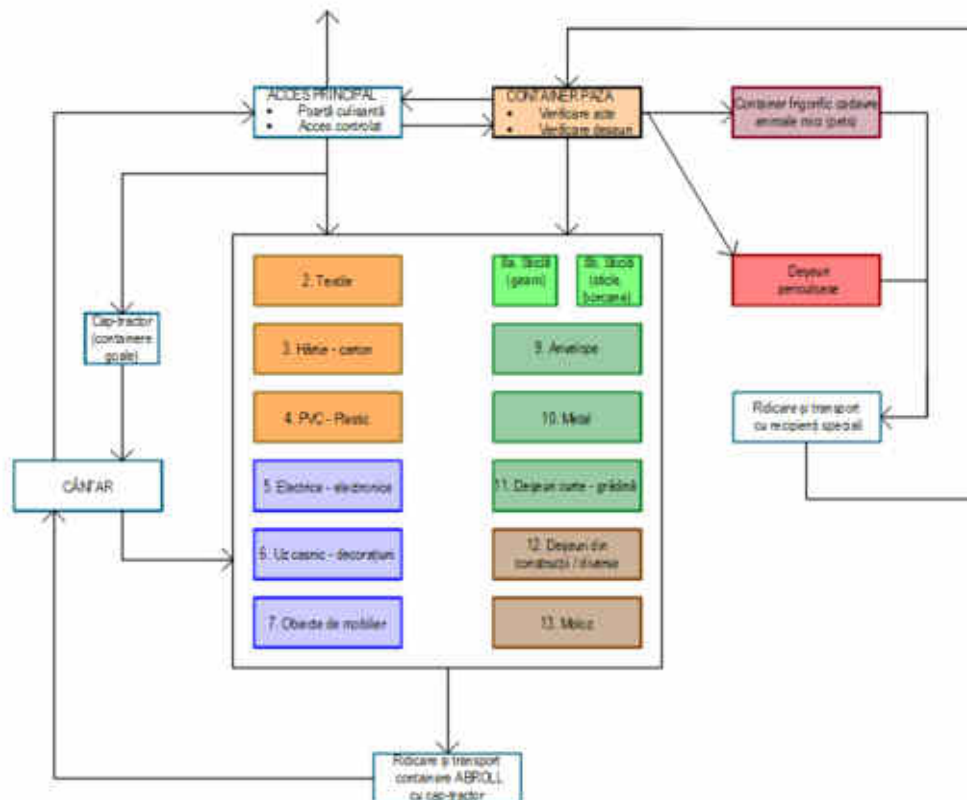 ACCES PRINCIPAL
• Poartă culisantă
• Acces controlat
CONTAINER PAZA
• Verificare acte
• Verificare deseuri
Container frigorific cadavre
animale mici (pets)
Deșeuri
periculoase
Ridicare și transport
cu recipienți speciali
Cap-tractor
(containere
goale)
CÂNTAR
2. Textile
3. Hârtie - carton
4. PVC - Plastic
5. Electrice - electronice
6. Uz casnic - decorațiuni
7. Obiecte de mobilier
8a. Sticlă
(geam)
8b. Sticlă
(sticle,
borcane)
9. Anvelope
10. Metal
11. Deșeuri curte - grădină
12. Deșeuri din
construcții / diverse
13. Moloz
Ridicare și transport
containere ABROLL
cu cap-tractor